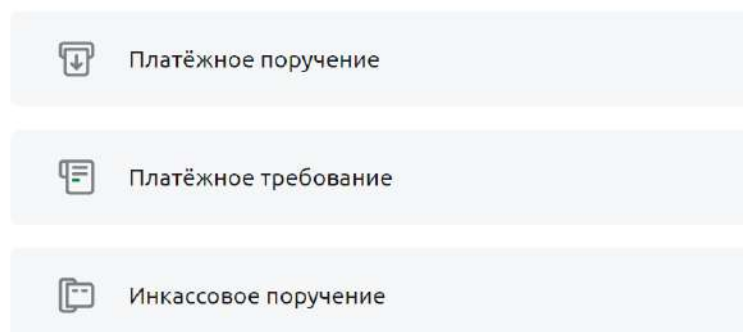 Платёжное поручение
Платёжное требование
Инкассовое поручение